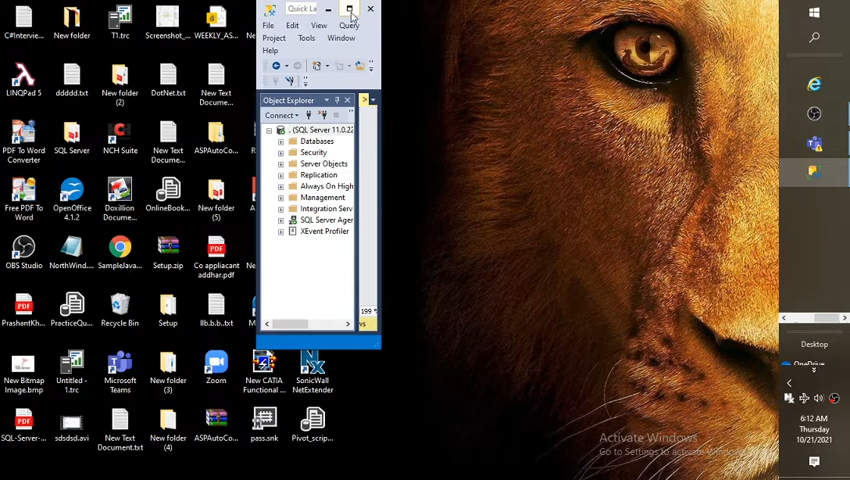 C#Intervie...
New folder
T1.trc
Screenshot_...
WEEKLY_AS...
LINQPad 5
ddddd.txt
New folder
(2)
DotNet.txt
New Text
Docume...
PDF To Word
Converter
SQL Server
NCH Suite
New Text
Docume...
ASPAutoCo...
Free PDF To
Word
OpenOffice
4.1.2
Doxillion
Docume...
OnlineBook...
New folder
(5)
OBS Studio
NorthWind...
SampleJava...
Setup.zip
Co applicant
addhar.pdf
PrashantKh...
PracticeQu...
Recycle Bin
Setup
llb.b.b.txt
New Bitmap
Image.bmp
Untitled -
1.trc
Microsoft
Teams
New folder
(3)
Zoom
New CATIA
Functional ...
SonicWall
NetExtender
SQL-Server-...
sdsdsd.avi
New Text
Document.txt
New folder
(4)
ASPAutoCo...
pass.snk
Pivot_scrip...
Quick La
File
Edit
View
Query
Project
Tools
Window
Help
Object Explorer
Connect
. (SQL Server 11.0.22
Databases
Security
Server Objects
Replication
Always On High
Management
Integration Serv
SQL Server Agen
XEvent Profiler
199 %
Activate Windows
Go to Settings to activate Windows.
Desktop
OneDrive
6:12 AM
Thursday
10/21/2021